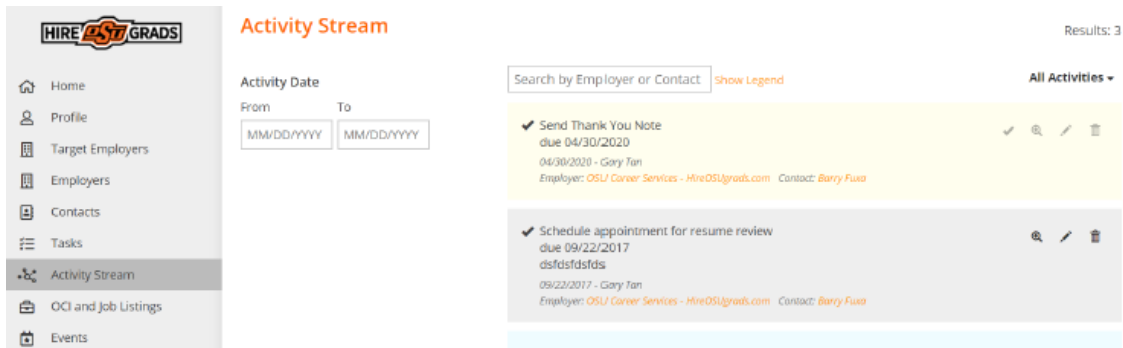 HIRE OSU GRADS
Home
Profile
Target Employers
Employers
Contacts
Tasks
Activity Stream
OCI and Job Listings
Events
Activity Stream
Results: 3
Activity Date
From To
MM/DD/YYYY MM/DD/YYYY
Search by Employer or Contact Show Legend
All Activities
Send Thank You Note
due 04/30/2020
04/30/2020 - Gary Tan
Employer: OSU Career Services - HireOSUgrads.com Contact: Barry Fuxa
Schedule appointment for resume review
due 09/22/2017
dsfdsfdsfds
09/22/2017 - Gary Tan
Employer: OSU Career Services - HireOSUgrads.com Contact: Barry Fuxa